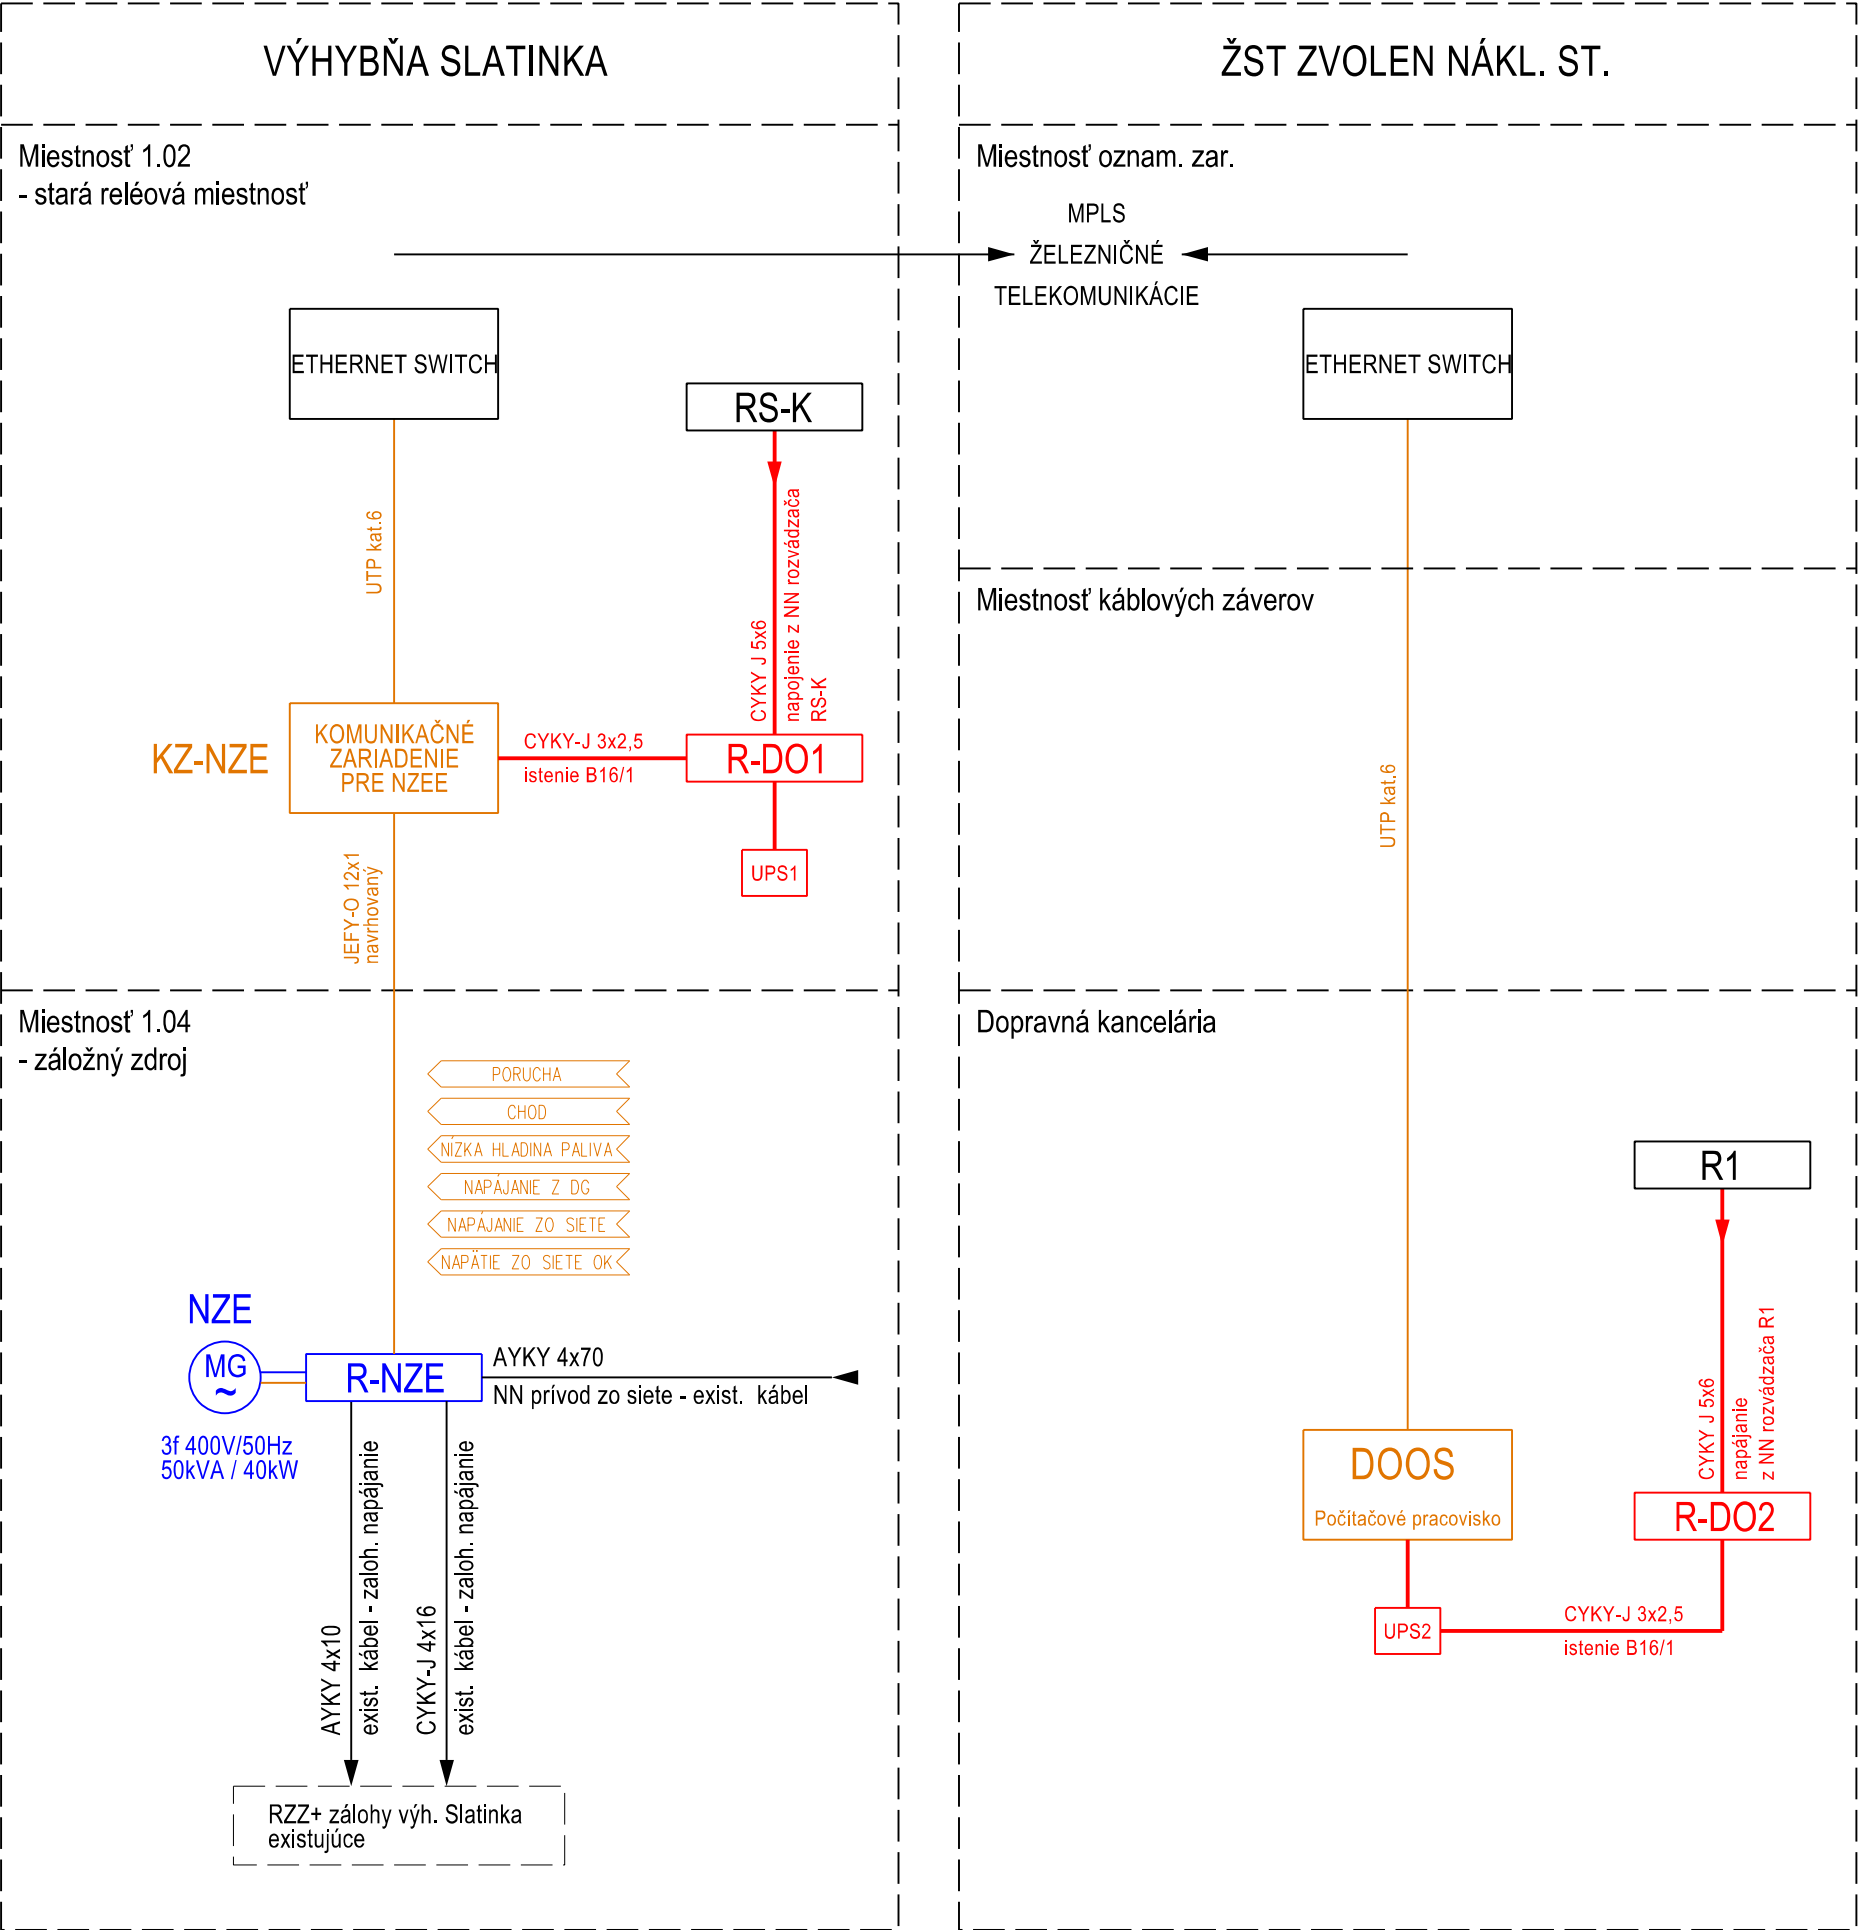 VÝHYBŇA SLATINKA
Miestnosť 1.02
- stará reléová miestnosť
ETHERNET SWITCH
RS-K
UTP kat.6
CYKY J 5x6
napojenie z NN rozvádzača
RS-K
KZ-NZE
KOMUNIKAČNÉ
ZARIADENIE
PRE NZEE
CYKY-J 3x2,5
istenie B16/1
R-DO1
UPS1
JEFY-O 12x1
navrhovaný
Miestnosť 1.04
- záložný zdroj
PORUCHA
CHOD
NÍZKA HLADINA PALIVA
NAPÁJANIE Z DG
NAPÁJANIE ZO SIETE
NAPÄTIE ZO SIETE OK
NZE
MG
~
R-NZE
AYKY 4x70
NN prívod zo siete - exist. kábel
3f 400V/50Hz
50kVA / 40kW
AYKY 4x10
exist. kábel - zaloh. napájanie
CYKY-J 4x16
exist. kábel - zaloh. napájanie
RZZ+ zálohy výh. Slatinka
existujúce
ŽST ZVOLEN NÁKL. ST.
Miestnosť oznam. zar.
MPLS
ŽELEZNIČNÉ
TELEKOMUNIKÁCIE
ETHERNET SWITCH
Miestnosť káblových záverov
UTP kat.6
Dopravná kancelária
R1
CYKY J 5x6
napájanie
z NN rozvádzača R1
DOOS
Počítačové pracovisko
R-DO2
UPS2
CYKY-J 3x2,5
istenie B16/1